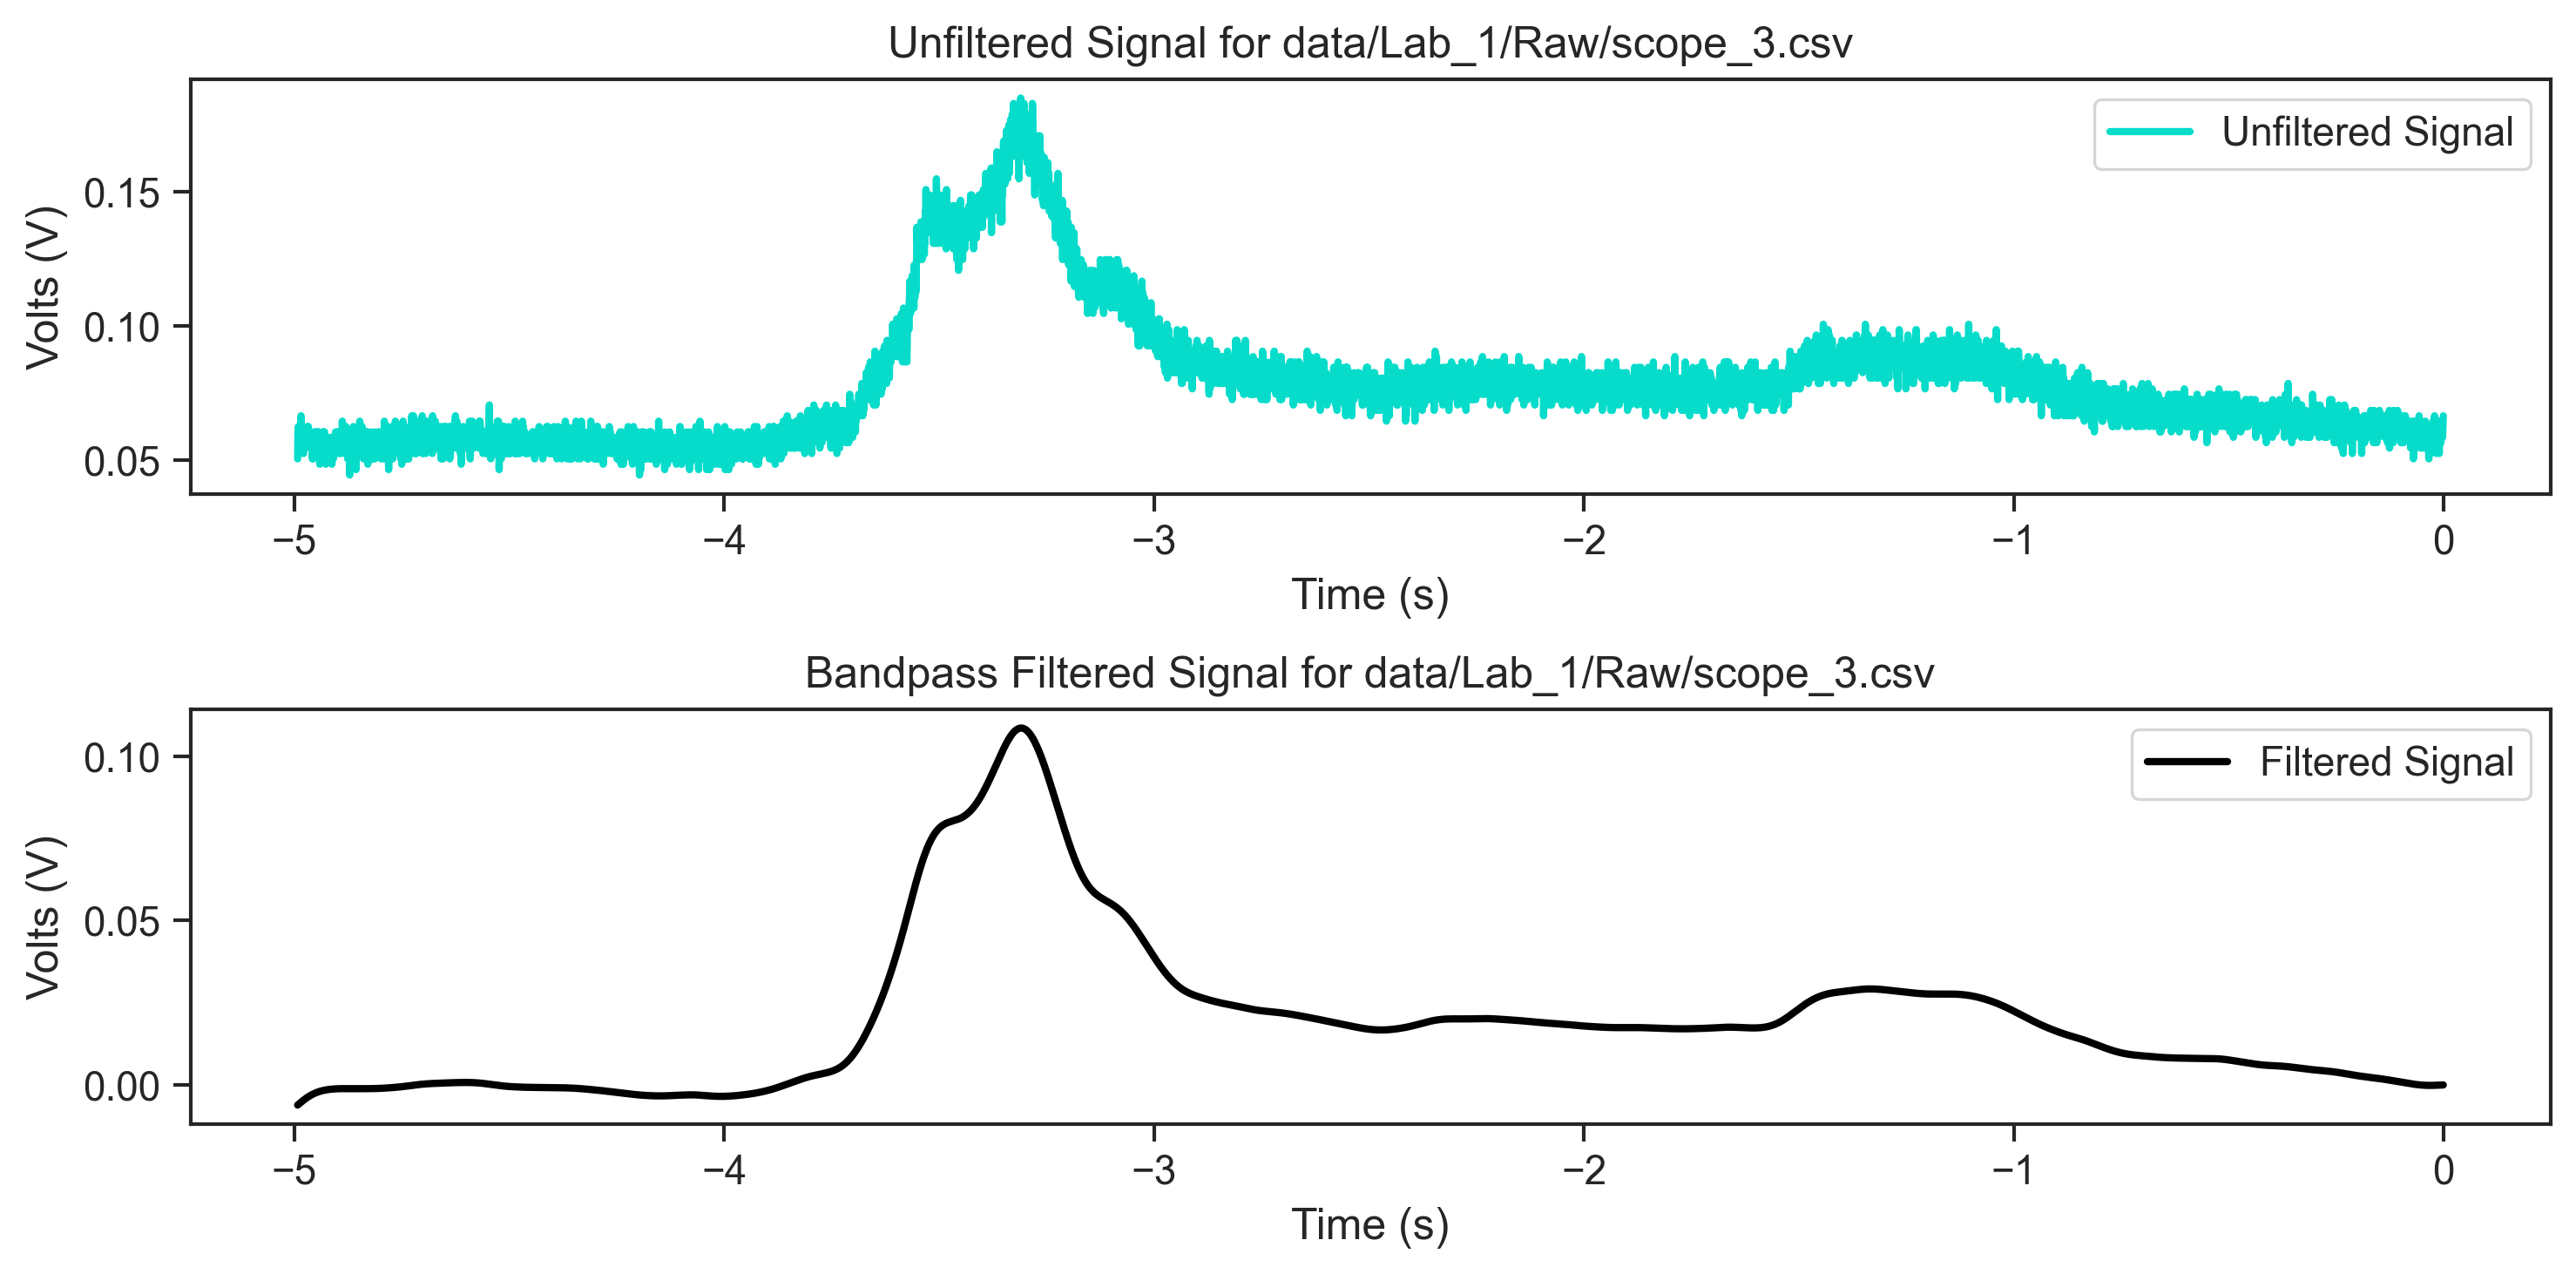 Unfiltered Signal for data/Lab_1/Raw/scope_3.csv
Unfiltered Signal
Volts (V)
0.15
0.10
0.05
−5 −4 −3 −2 −1 0
Time (s)
Bandpass Filtered Signal for data/Lab_1/Raw/scope_3.csv
Filtered Signal
Volts (V)
0.10
0.05
0.00
−5 −4 −3 −2 −1 0
Time (s)